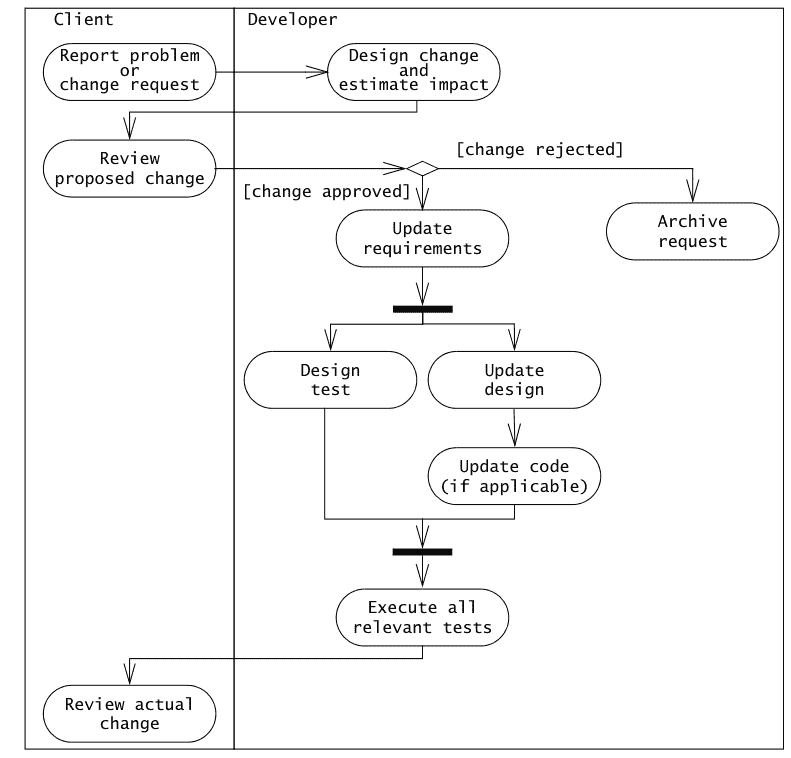 Client
Developer
Report problem
or
change request
Design change
and
estimate impact
Review
proposed change
[change rejected]
[change approved]
Update
requirements
Archive
request
Design
test
Update
design
Update code
(if applicable)
Execute all
relevant tests
Review actual
change